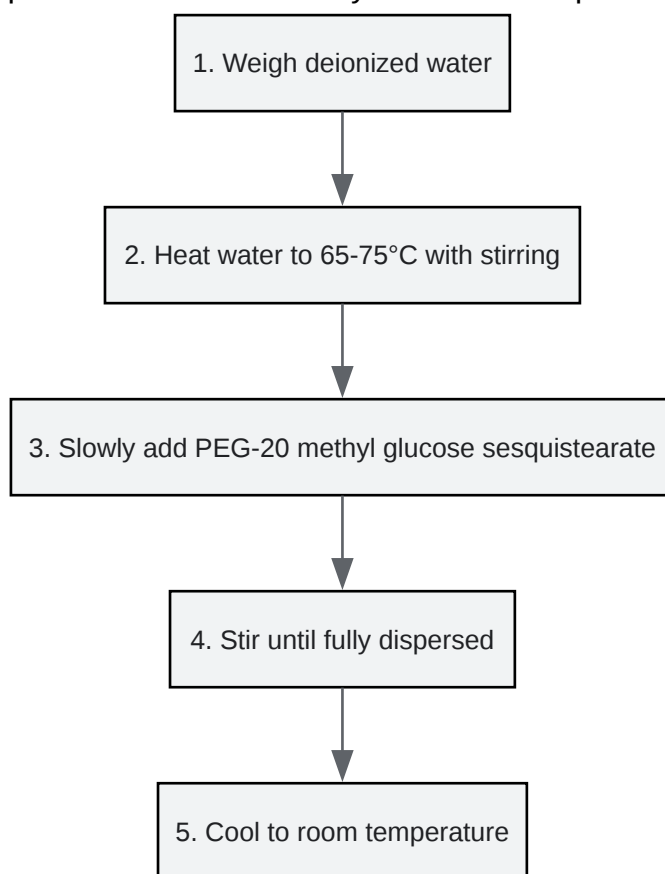 1. Weigh deionized water
2. Heat water to 65-75°C with stirring
3. Slowly add PEG-20 methyl glucose sesquistearate
4. Stir until fully dispersed
5. Cool to room temperature